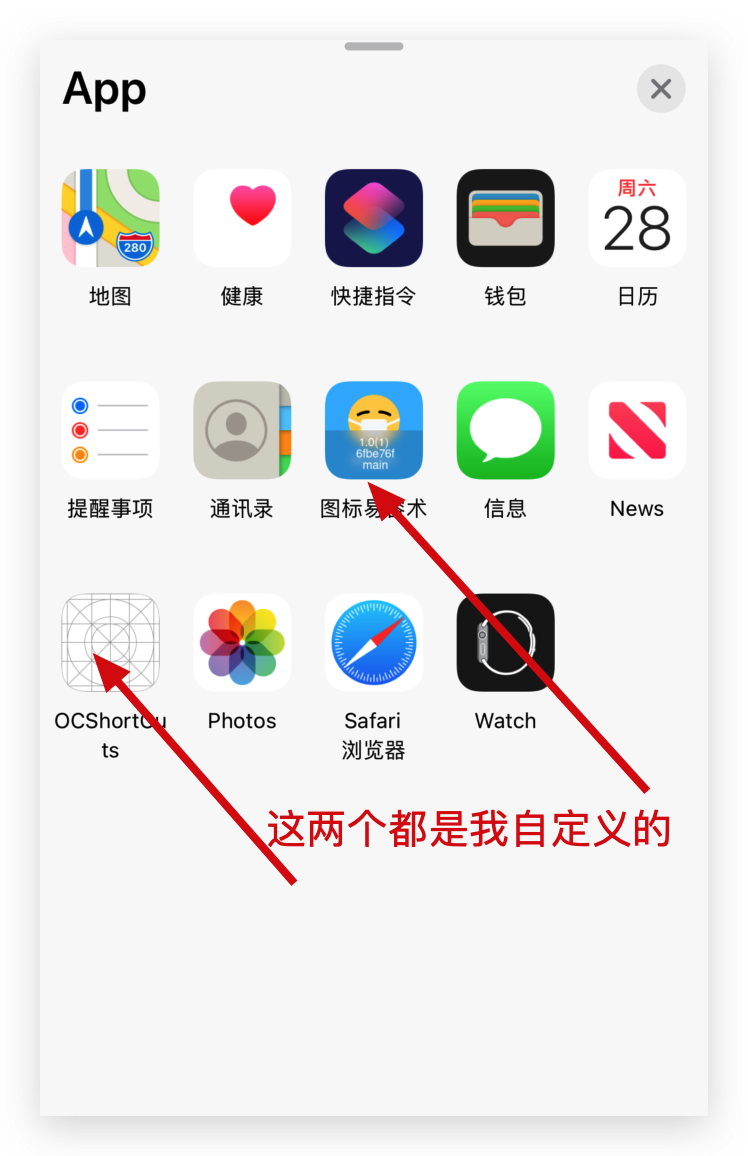 App
280
周六
28
地图
健康
快捷指令
钱包
日历
1.0(1)
6fbe76f
main
提醒事项
通讯录
图标易容术
信息
News
OCShortCu
ts
Photos
Safari
浏览器
Watch
这两个都是我自定义的